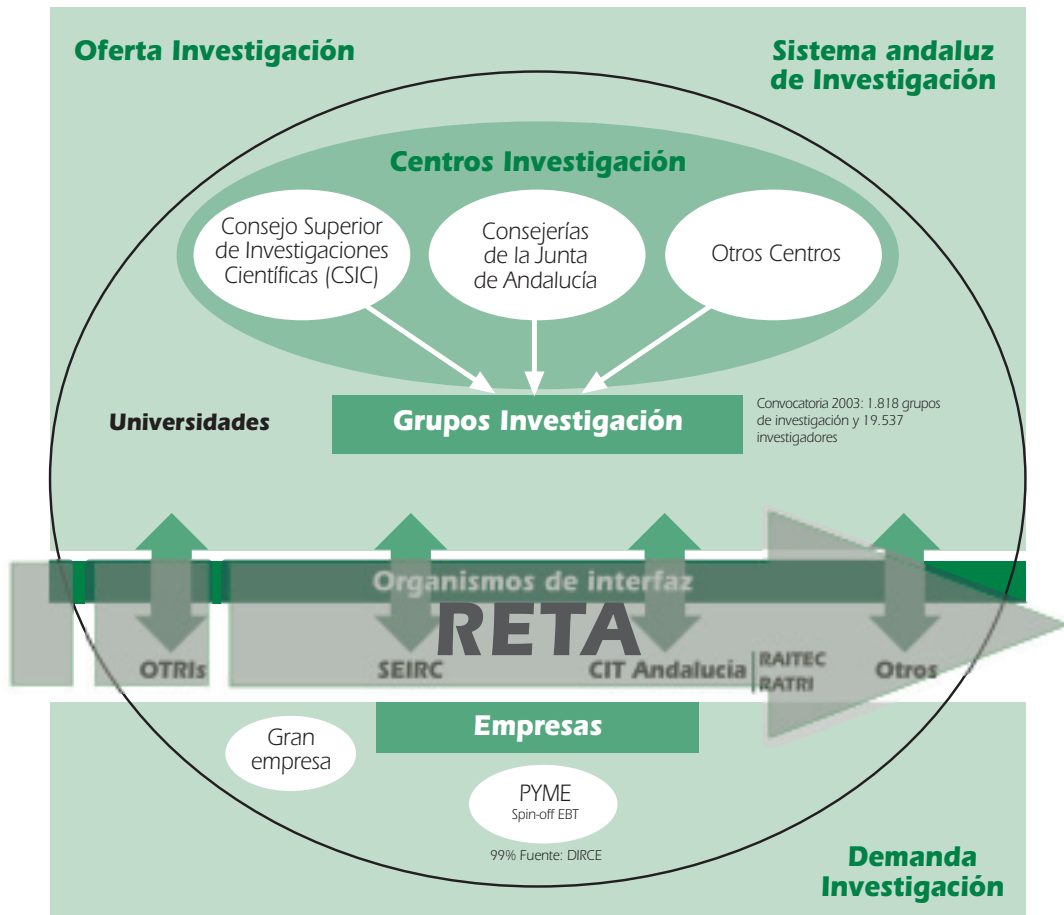 Oferta Investigación
Sistema andaluz
de Investigación
Centros Investigación
Consejo Superior
de Investigaciones
Científicas (CSIC)
Consejerías
de la Junta
de Andalucía
Otros Centros
Universidades
Grupos Investigación
Convocatoria 2003: 1.818 grupos
de investigación y 19.537
investigadores
Organismos de interfaz
RETA
OTRIs
SEIRC
CIT Andalucía
RAITEC
RATRI
Otros
Empresas
Gran
empresa
PYME
Spin-off EBT
99% Fuente: DIRCE
Demanda
Investigación